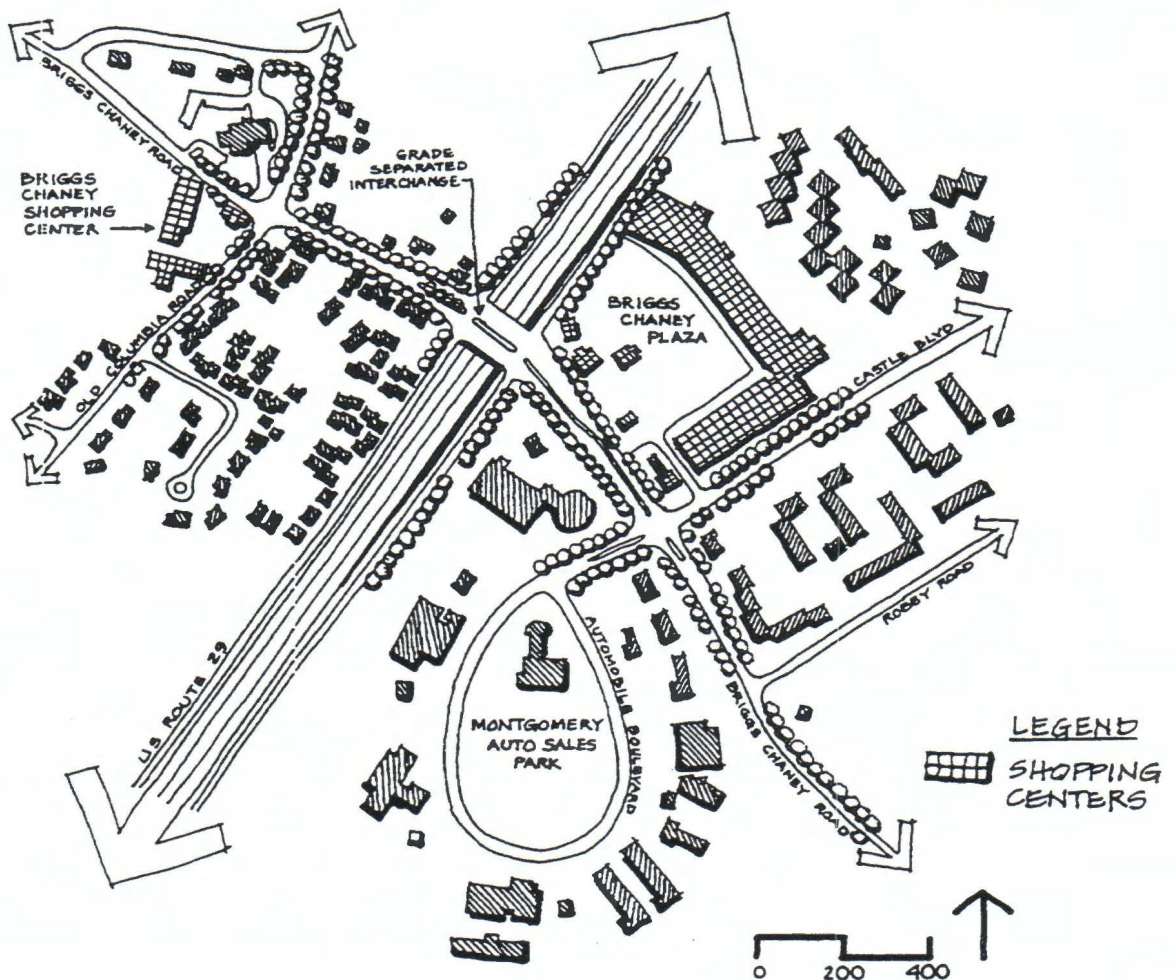 BRIGGS CHANEY ROAD
GRADE
SEPARATED
INTERCHANGE
BRIGGS
CHANEY
SHOPPING
CENTER
OLD COLUMBIA ROAD
BRIGGS
CHANEY
PLAZA
CASTLE BLVD
ROBEY ROAD
US ROUTE 29
AUTOMOBILE BOULEVARD
MONTGOMERY
AUTO SALES
PARK
BRIGGS CHANEY ROAD
LEGEND
SHOPPING
CENTERS
0 200 400